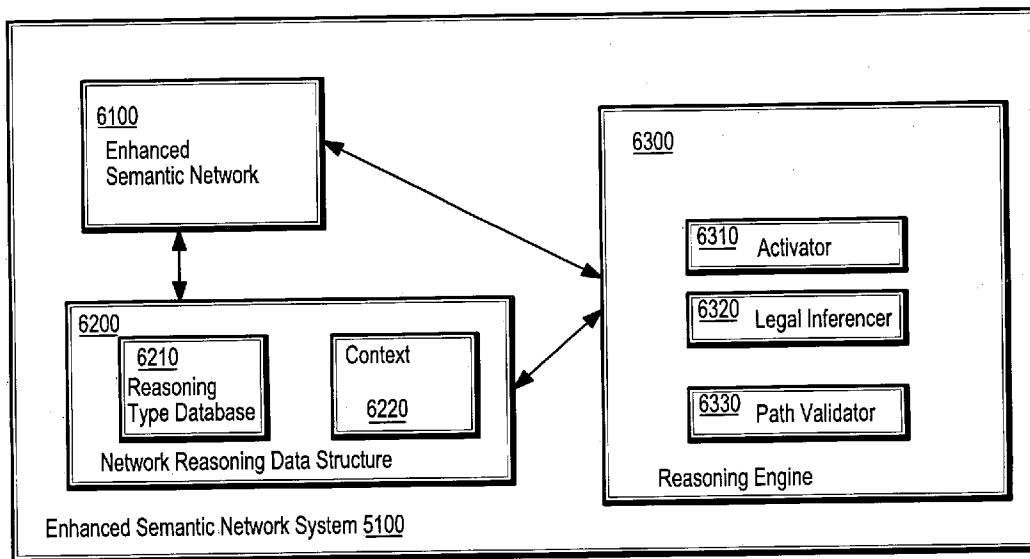 6100
Enhanced
Semantic Network
6200
6210
Reasoning
Type Database
Context
6220
Network Reasoning Data Structure
6300
6310 Activator
6320 Legal Inferencer
6330 Path Validator
Reasoning Engine
Enhanced Semantic Network System 5100